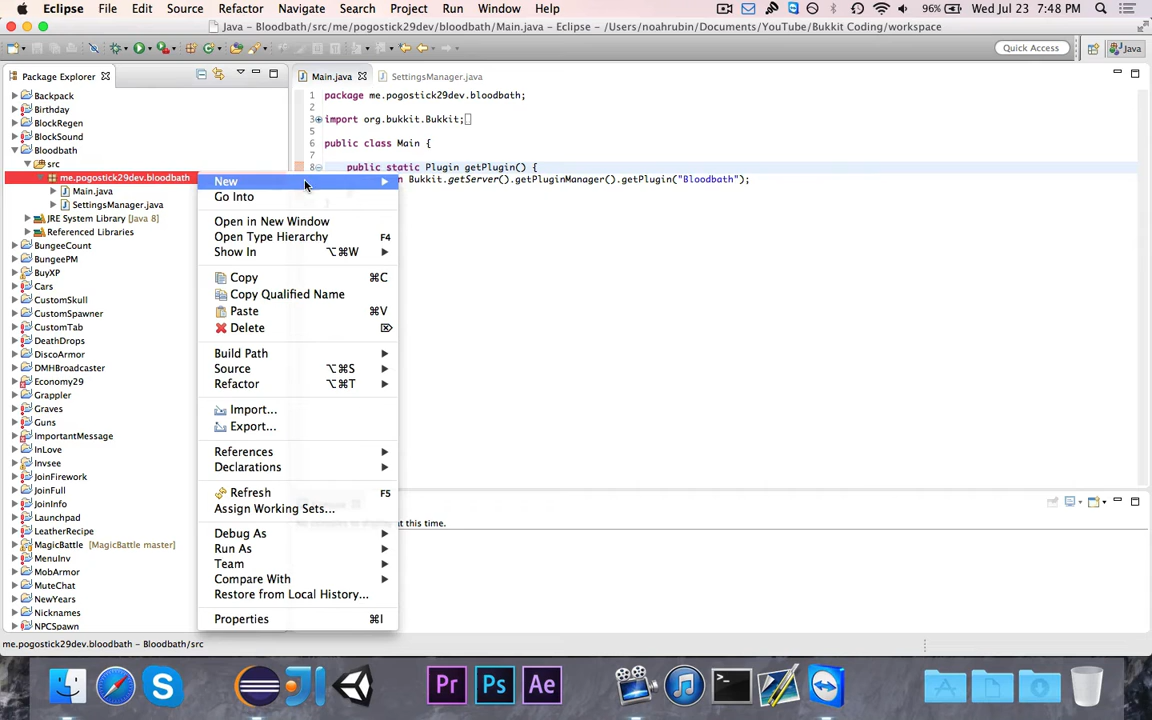 Eclipse File Edit Source Refactor Navigate Search Project Run Window Help 96% Wed Jul 23 7:48 PM
Java – Bloodbath/src/me/pogostick29dev/bloodbath/Main.java – Eclipse – /Users/noahrubin/Documents/YouTube/Bukkit Coding/workspace
Quick Access Java
Package Explorer Main.java SettingsManager.java
Backpack
Birthday
BlockRegen
BlockSound
Bloodbath
src
me.pogostick29dev.bloodbath
Main.java
SettingsManager.java
JRE System Library [Java 8]
Referenced Libraries
BungeeCount
BungeePM
BuyXP
Cars
CustomSkull
CustomSpawner
CustomTab
DeathDrops
DiscoArmor
DMHBroadcaster
Economy29
Grappler
Graves
Guns
ImportantMessage
InLove
Invsee
JoinFirework
JoinFull
JoinInfo
Launchpad
LeatherRecipe
MagicBattle [MagicBattle master]
MenuInv
MobArmor
MuteChat
NewYears
Nicknames
NPCSpawn
1 package me.pogostick29dev.bloodbath;
2
3 import org.bukkit.Bukkit;
5
6 public class Main {
7
8 public static Plugin getPlugin() {
n Bukkit.getServer().getPluginManager().getPlugin("Bloodbath");
New
Go Into
Open in New Window
Open Type Hierarchy F4
Show In ⌥⌘W
Copy ⌘C
Copy Qualified Name
Paste ⌘V
Delete ⌦
Build Path
Source ⌥⌘S
Refactor ⌥⌘T
Import...
Export...
References
Declarations
Refresh F5
Assign Working Sets...
Debug As
Run As
Team
Compare With
Restore from Local History...
Properties ⌘I
at this time.
me.pogostick29dev.bloodbath – Bloodbath/src
Pr Ps Ae